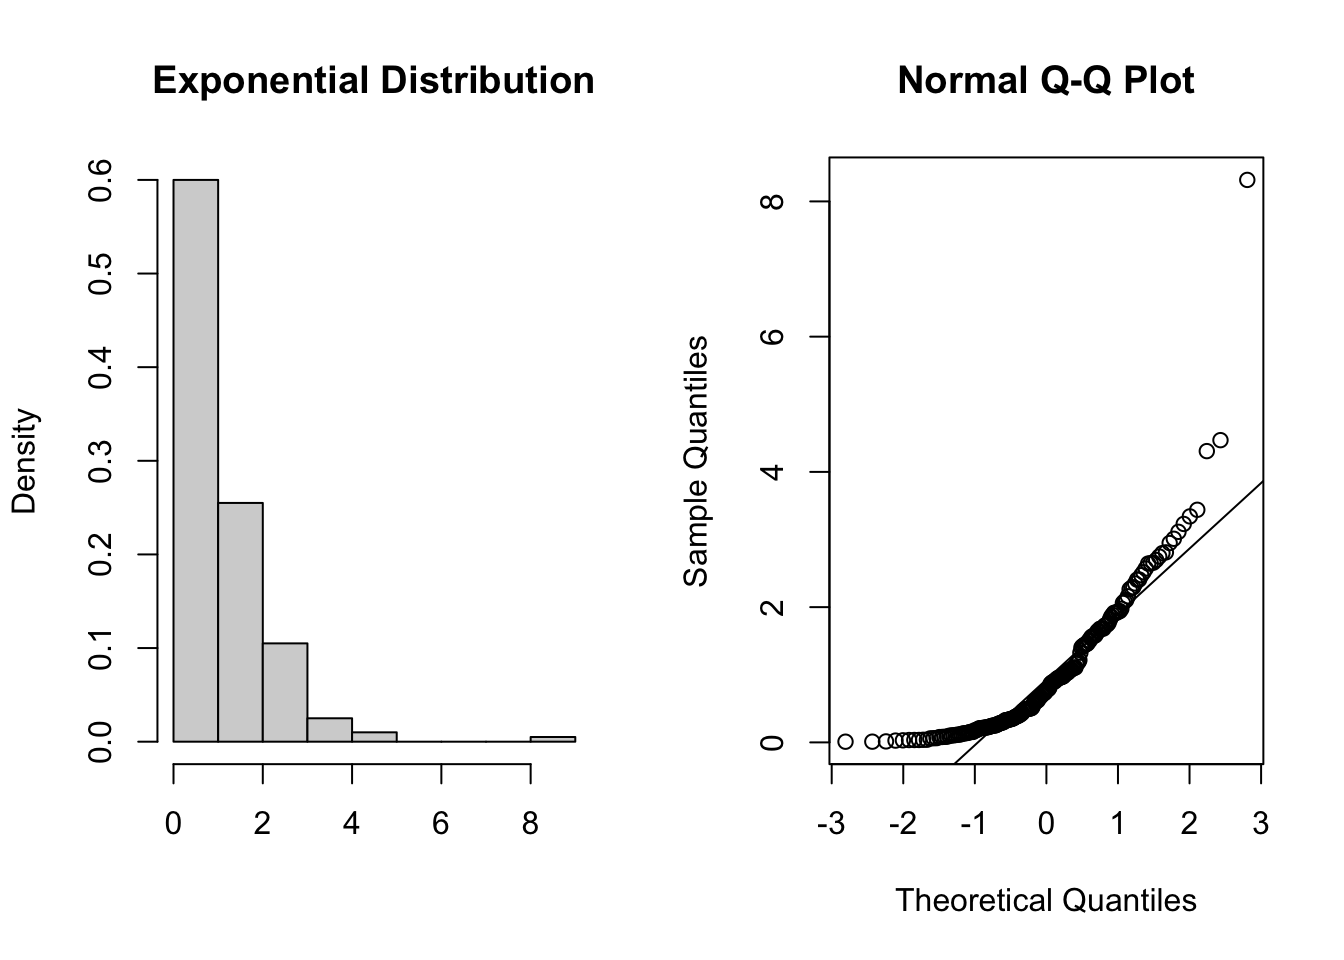 Exponential Distribution
Density
0.0 0.1 0.2 0.3 0.4 0.5 0.6
0 2 4 6 8
Normal Q-Q Plot
Sample Quantiles
0 2 4 6 8
-3 -2 -1 0 1 2 3
Theoretical Quantiles